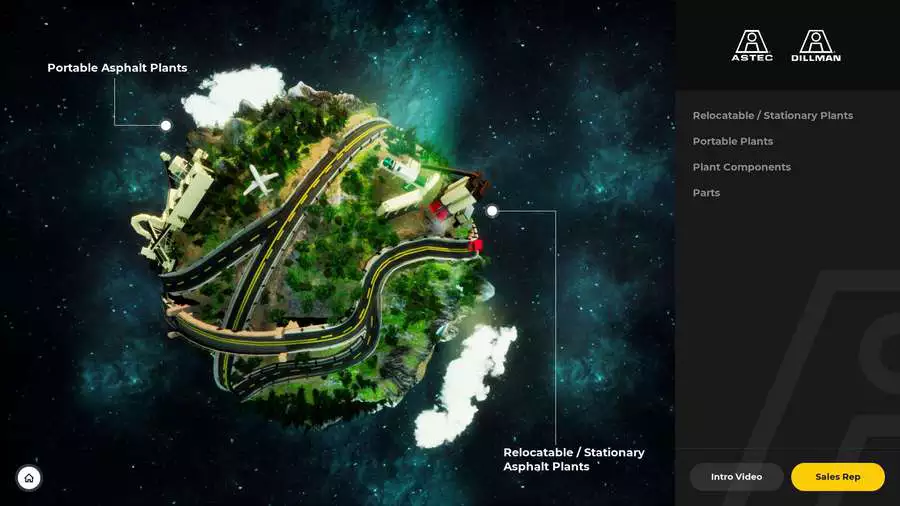 Portable Asphalt Plants
Relocatable / Stationary
Asphalt Plants
ASTEC
DILLMAN
Relocatable / Stationary Plants
Portable Plants
Plant Components
Parts
Intro Video
Sales Rep